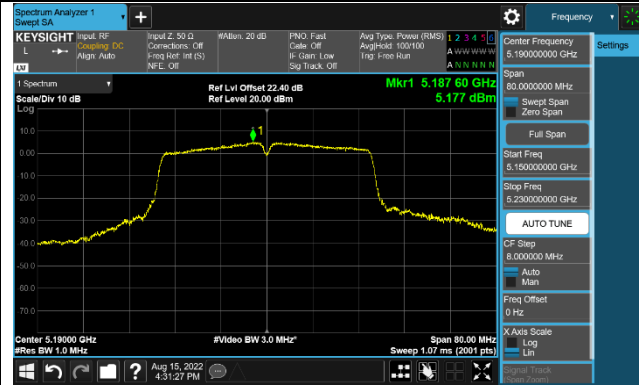 Spectrum Analyzer 1
Swept SA
+
Frequency
KEYSIGHT
L
LXI
Input: RF
Coupling: DC
Align: Auto
Input Z: 50 Ω
Corrections: Off
Freq Ref: Int (S)
NFE: Off
#Atten: 20 dB
PNO: Fast
Gate: Off
IF Gain: Low
Sig Track: Off
Avg Type: Power (RMS)
Avg|Hold: 100/100
Trig: Free Run
1 2 3 4 5 6
A W W W W W
A N N N N N
1 Spectrum
Scale/Div 10 dB
Log
Ref Lvl Offset 22.40 dB
Ref Level 20.00 dBm
Mkr1 5.187 60 GHz
5.177 dBm
1
10.0
0.00
-10.0
-20.0
-30.0
-40.0
-50.0
-60.0
-70.0
Center 5.19000 GHz
#Res BW 1.0 MHz
#Video BW 3.0 MHz*
Span 80.00 MHz
Sweep 1.07 ms (2001 pts)
Center Frequency
5.190000000 GHz
Settings
Span
80.0000000 MHz
Swept Span
Zero Span
Full Span
Start Freq
5.150000000 GHz
Stop Freq
5.230000000 GHz
AUTO TUNE
CF Step
8.000000 MHz
Auto
Man
Freq Offset
0 Hz
X Axis Scale
Log
Lin
Signal Track
(Span Zoom)
?
Aug 15, 2022
4:31:27 PM